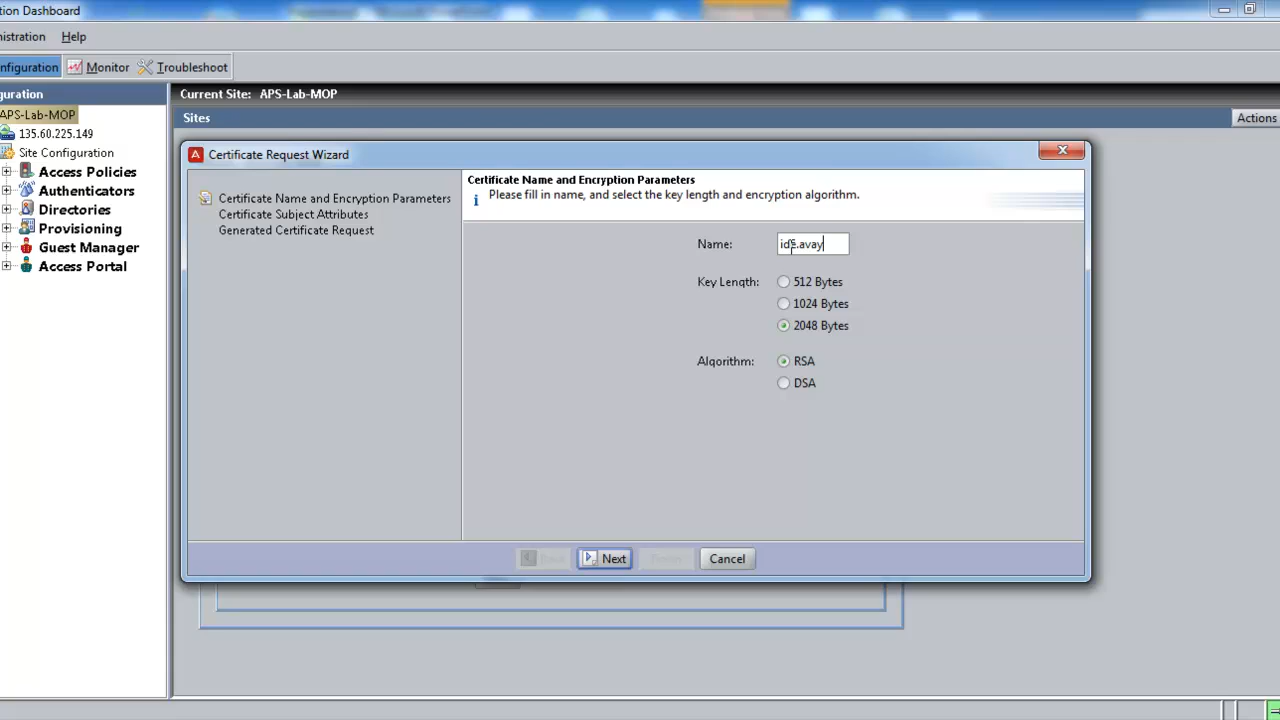 tion Dashboard
nistration Help
nfiguration Monitor Troubleshoot
guration
Current Site: APS-Lab-MOP
APS-Lab-MOP
Sites
Actions
135.60.225.149
Site Configuration
Access Policies
Authenticators
Directories
Provisioning
Guest Manager
Access Portal
Certificate Request Wizard
Certificate Name and Encryption Parameters
Certificate Subject Attributes
Generated Certificate Request
Certificate Name and Encryption Parameters
Please fill in name, and select the key length and encryption algorithm.
Name: ide.avay
Key Length: 512 Bytes
1024 Bytes
2048 Bytes
Algorithm: RSA
DSA
Next Cancel